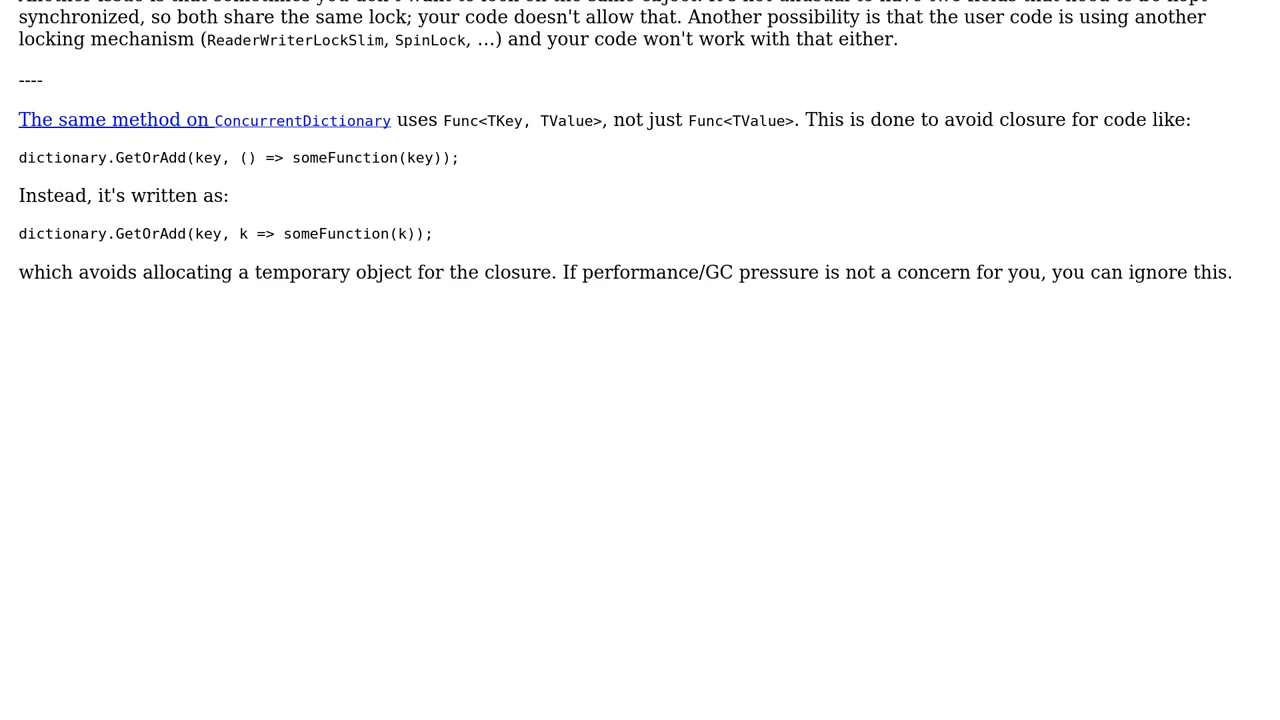 synchronized, so both share the same lock; your code doesn't allow that. Another possibility is that the user code is using another
locking mechanism (ReaderWriterLockSlim, SpinLock, …) and your code won't work with that either.
----
The same method on ConcurrentDictionary uses Func<TKey, TValue>, not just Func<TValue>. This is done to avoid closure for code like:
dictionary.GetOrAdd(key, () => someFunction(key));
Instead, it's written as:
dictionary.GetOrAdd(key, k => someFunction(k));
which avoids allocating a temporary object for the closure. If performance/GC pressure is not a concern for you, you can ignore this.